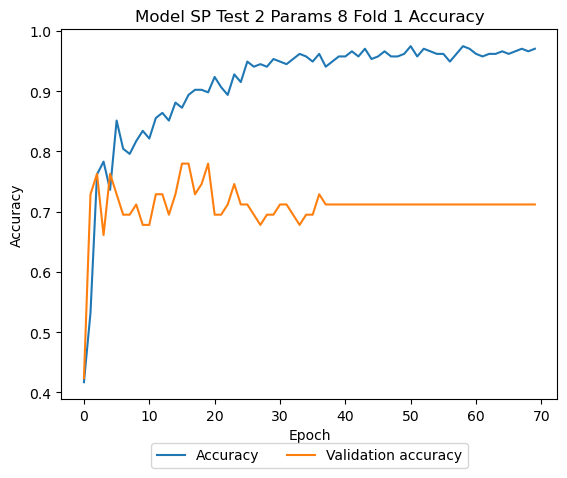 Model SP Test 2 Params 8 Fold 1 Accuracy
1.0
0.9
0.8
0.7
0.6
0.5
0.4
Accuracy
0 10 20 30 40 50 60 70
Epoch
Accuracy Validation accuracy